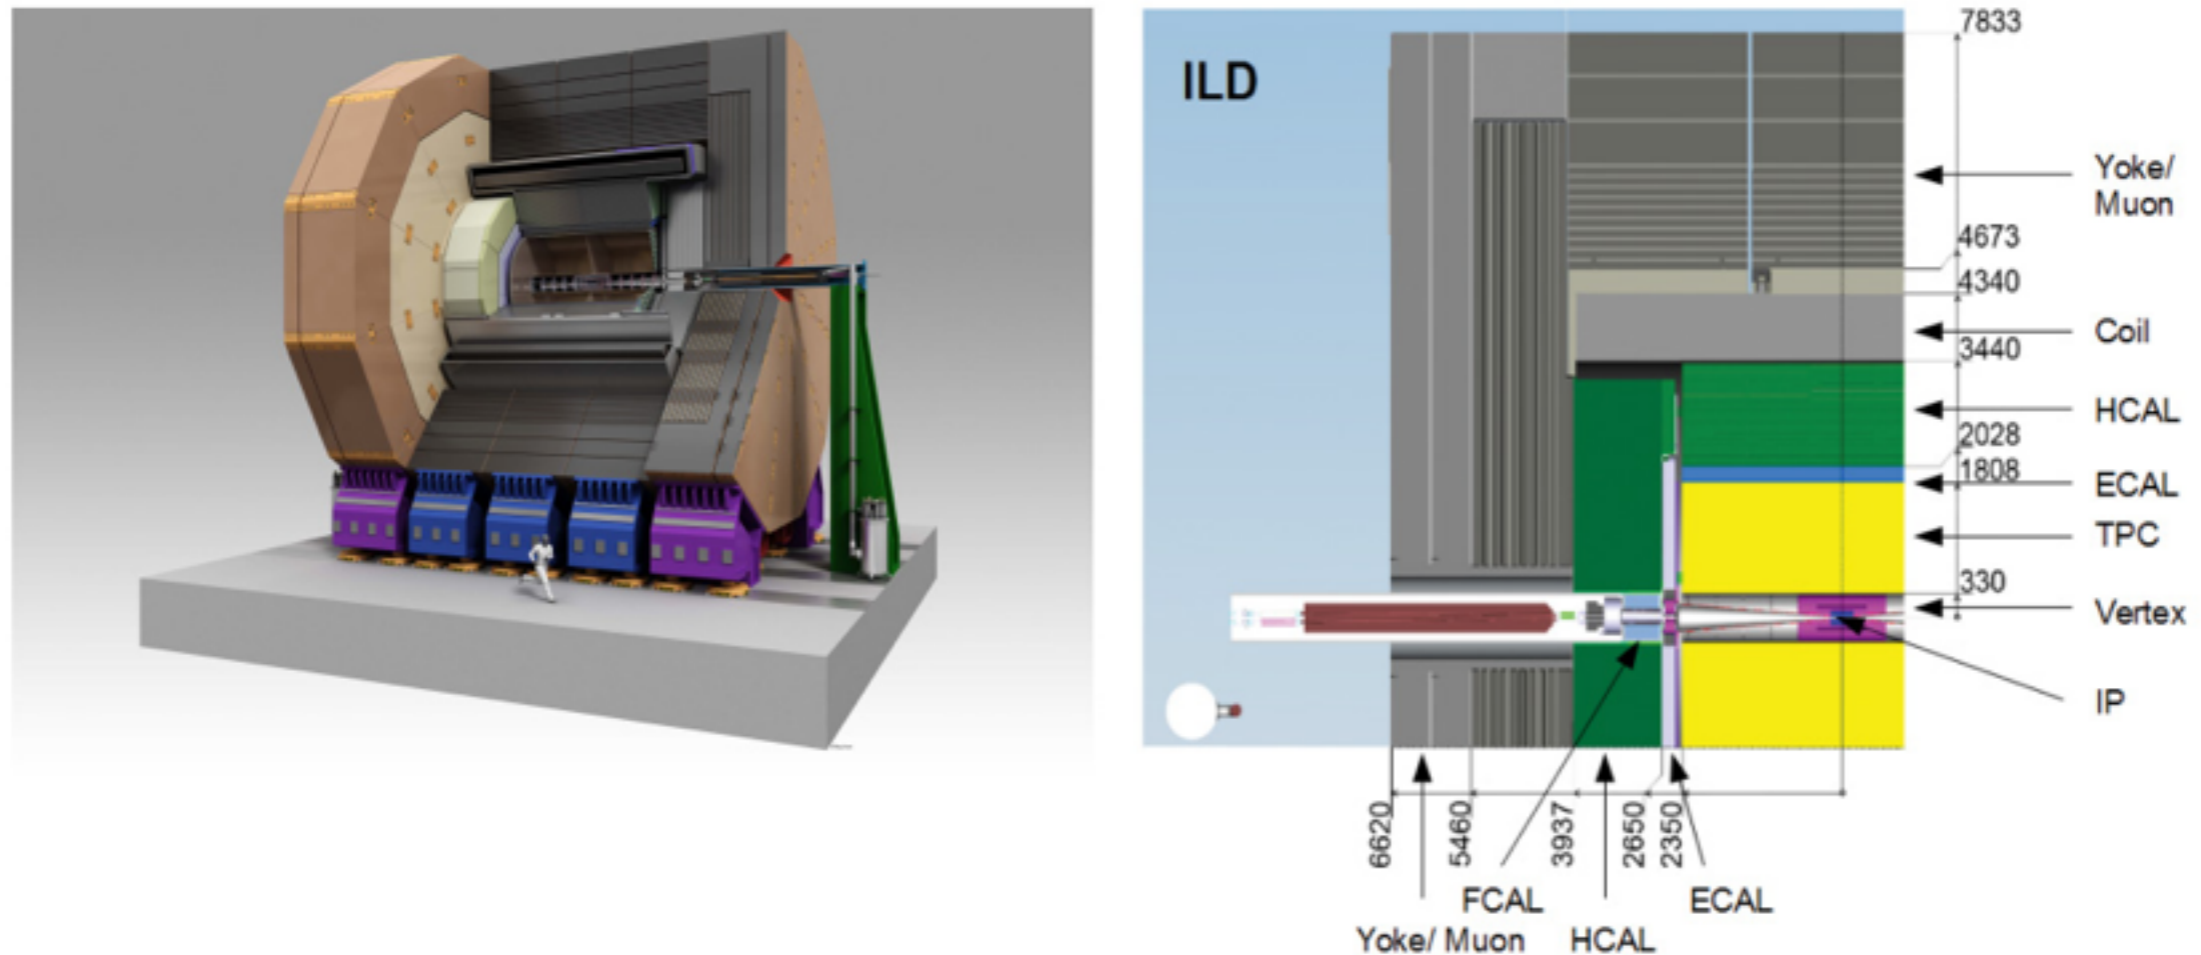 ILD
7833
Yoke/
Muon
4673
4340
Coil
3440
HCAL
2028
1808
ECAL
TPC
330
Vertex
IP
6620
5460
3937
2650
2350
FCAL
ECAL
Yoke/ Muon
HCAL